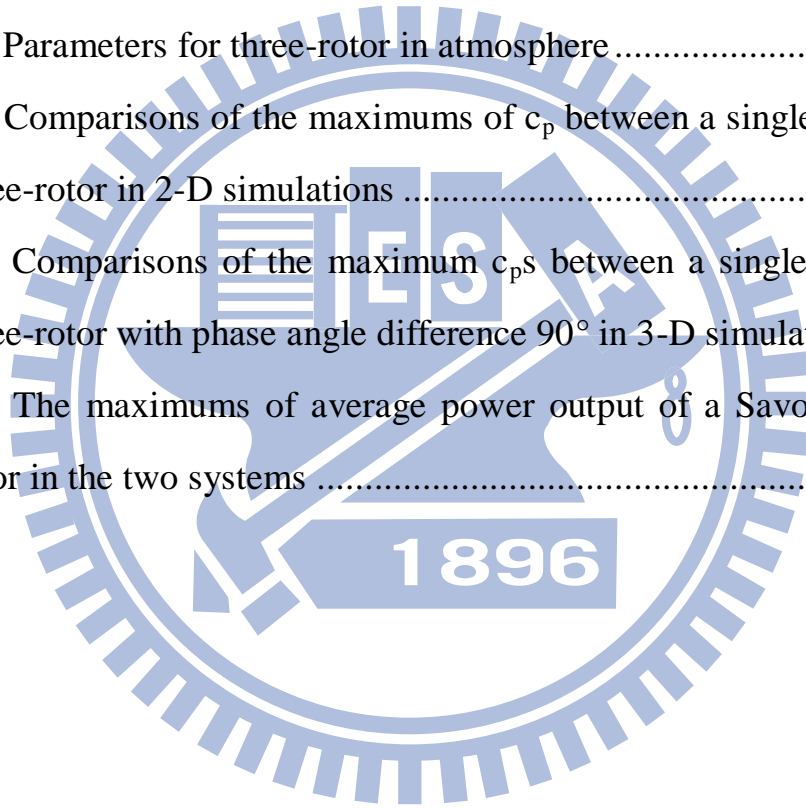 Parameters for three-rotor in atmosphere ....................
Comparisons of the maximums of cp between a single
ee-rotor in 2-D simulations ..........................................
Comparisons of the maximum cps between a single
ee-rotor with phase angle difference 90° in 3-D simulat
The maximums of average power output of a Savo
or in the two systems ...................................................
ESA
1896